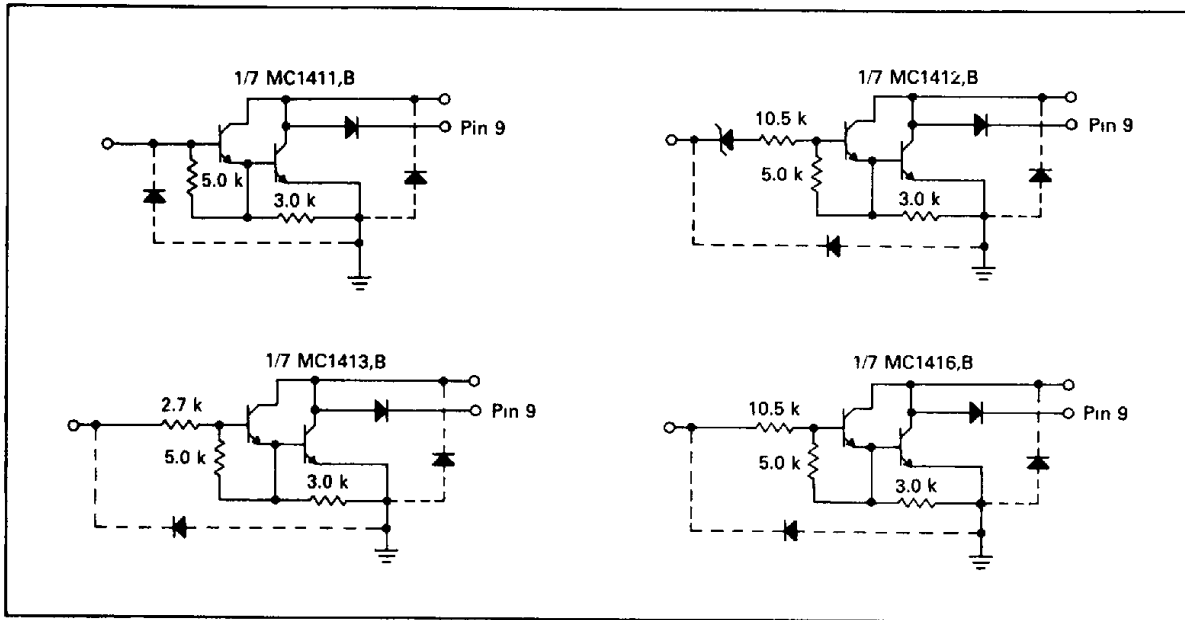 1/7 MC1411,B
Pin 9
5.0 k
3.0 k
1/7 MC1412,B
10.5 k
Pin 9
5.0 k
3.0 k
1/7 MC1413,B
2.7 k
Pin 9
5.0 k
3.0 k
1/7 MC1416,B
10.5 k
Pin 9
5.0 k
3.0 k